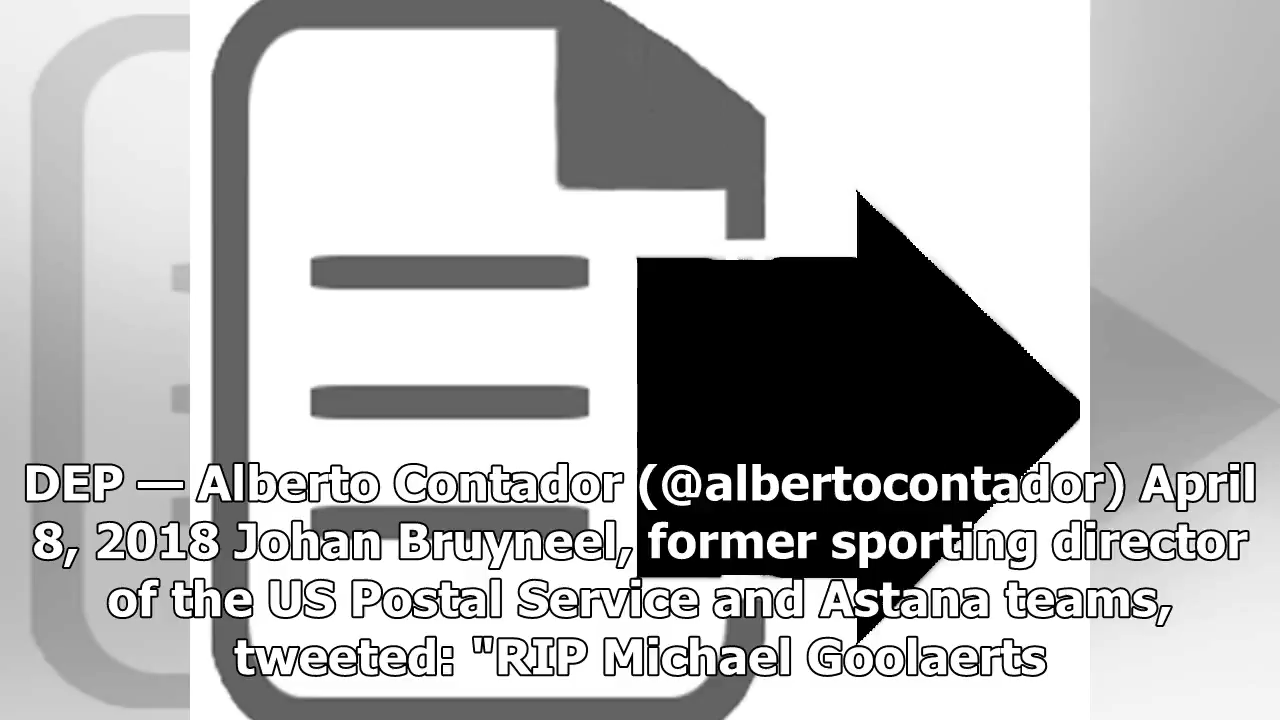 DEP — Alberto Contador (@albertocontador) April
8, 2018 Johan Bruyneel, former sporting director
of the US Postal Service and Astana teams,
tweeted: "RIP Michael Goolaerts